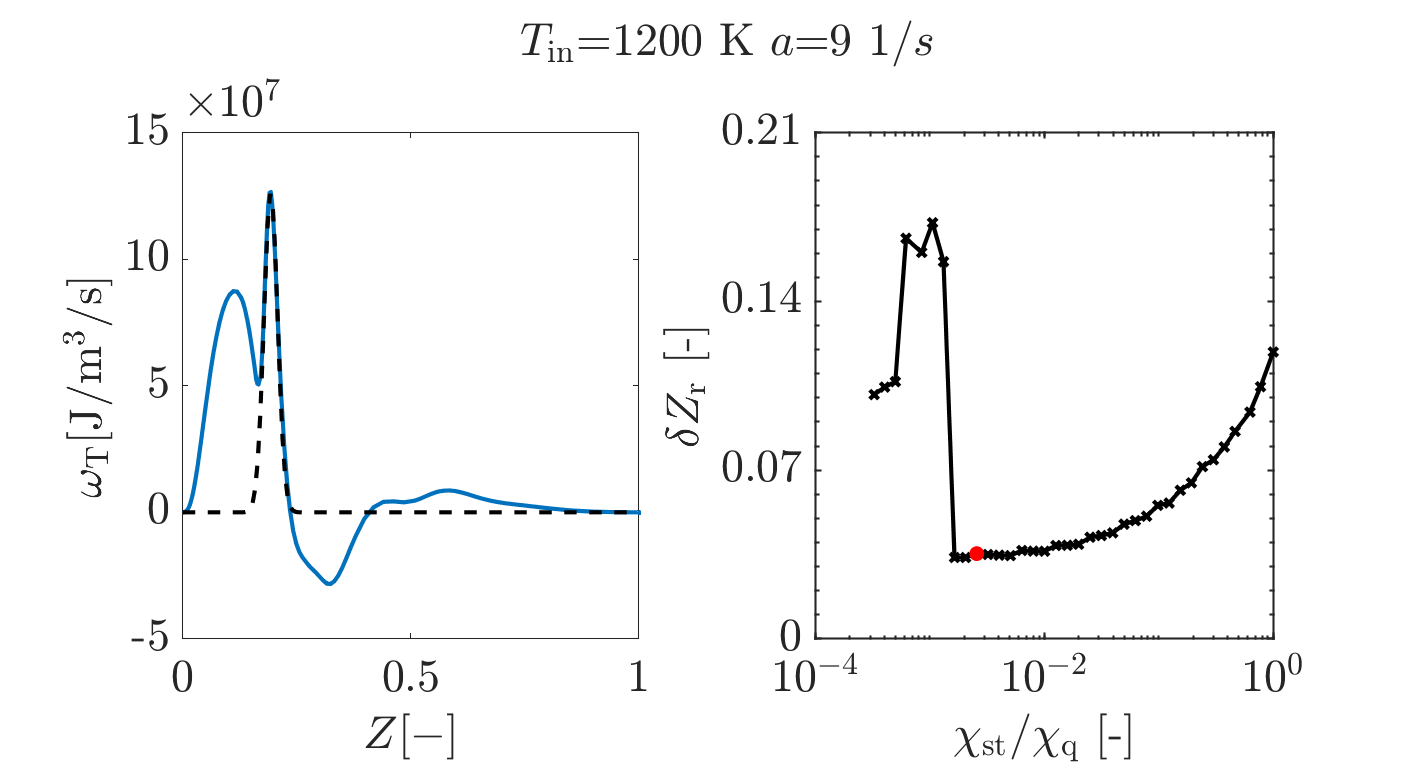 T_in=1200 K a=9 1/s
×10^7
15
10
5
0
-5
0 0.5 1
Z[−]
ω_T[J/m^3/s]
0.21
0.14
0.07
0
10^−4 10^−2 10^0
χ_st/χ_q [-]
δZ_r [-]